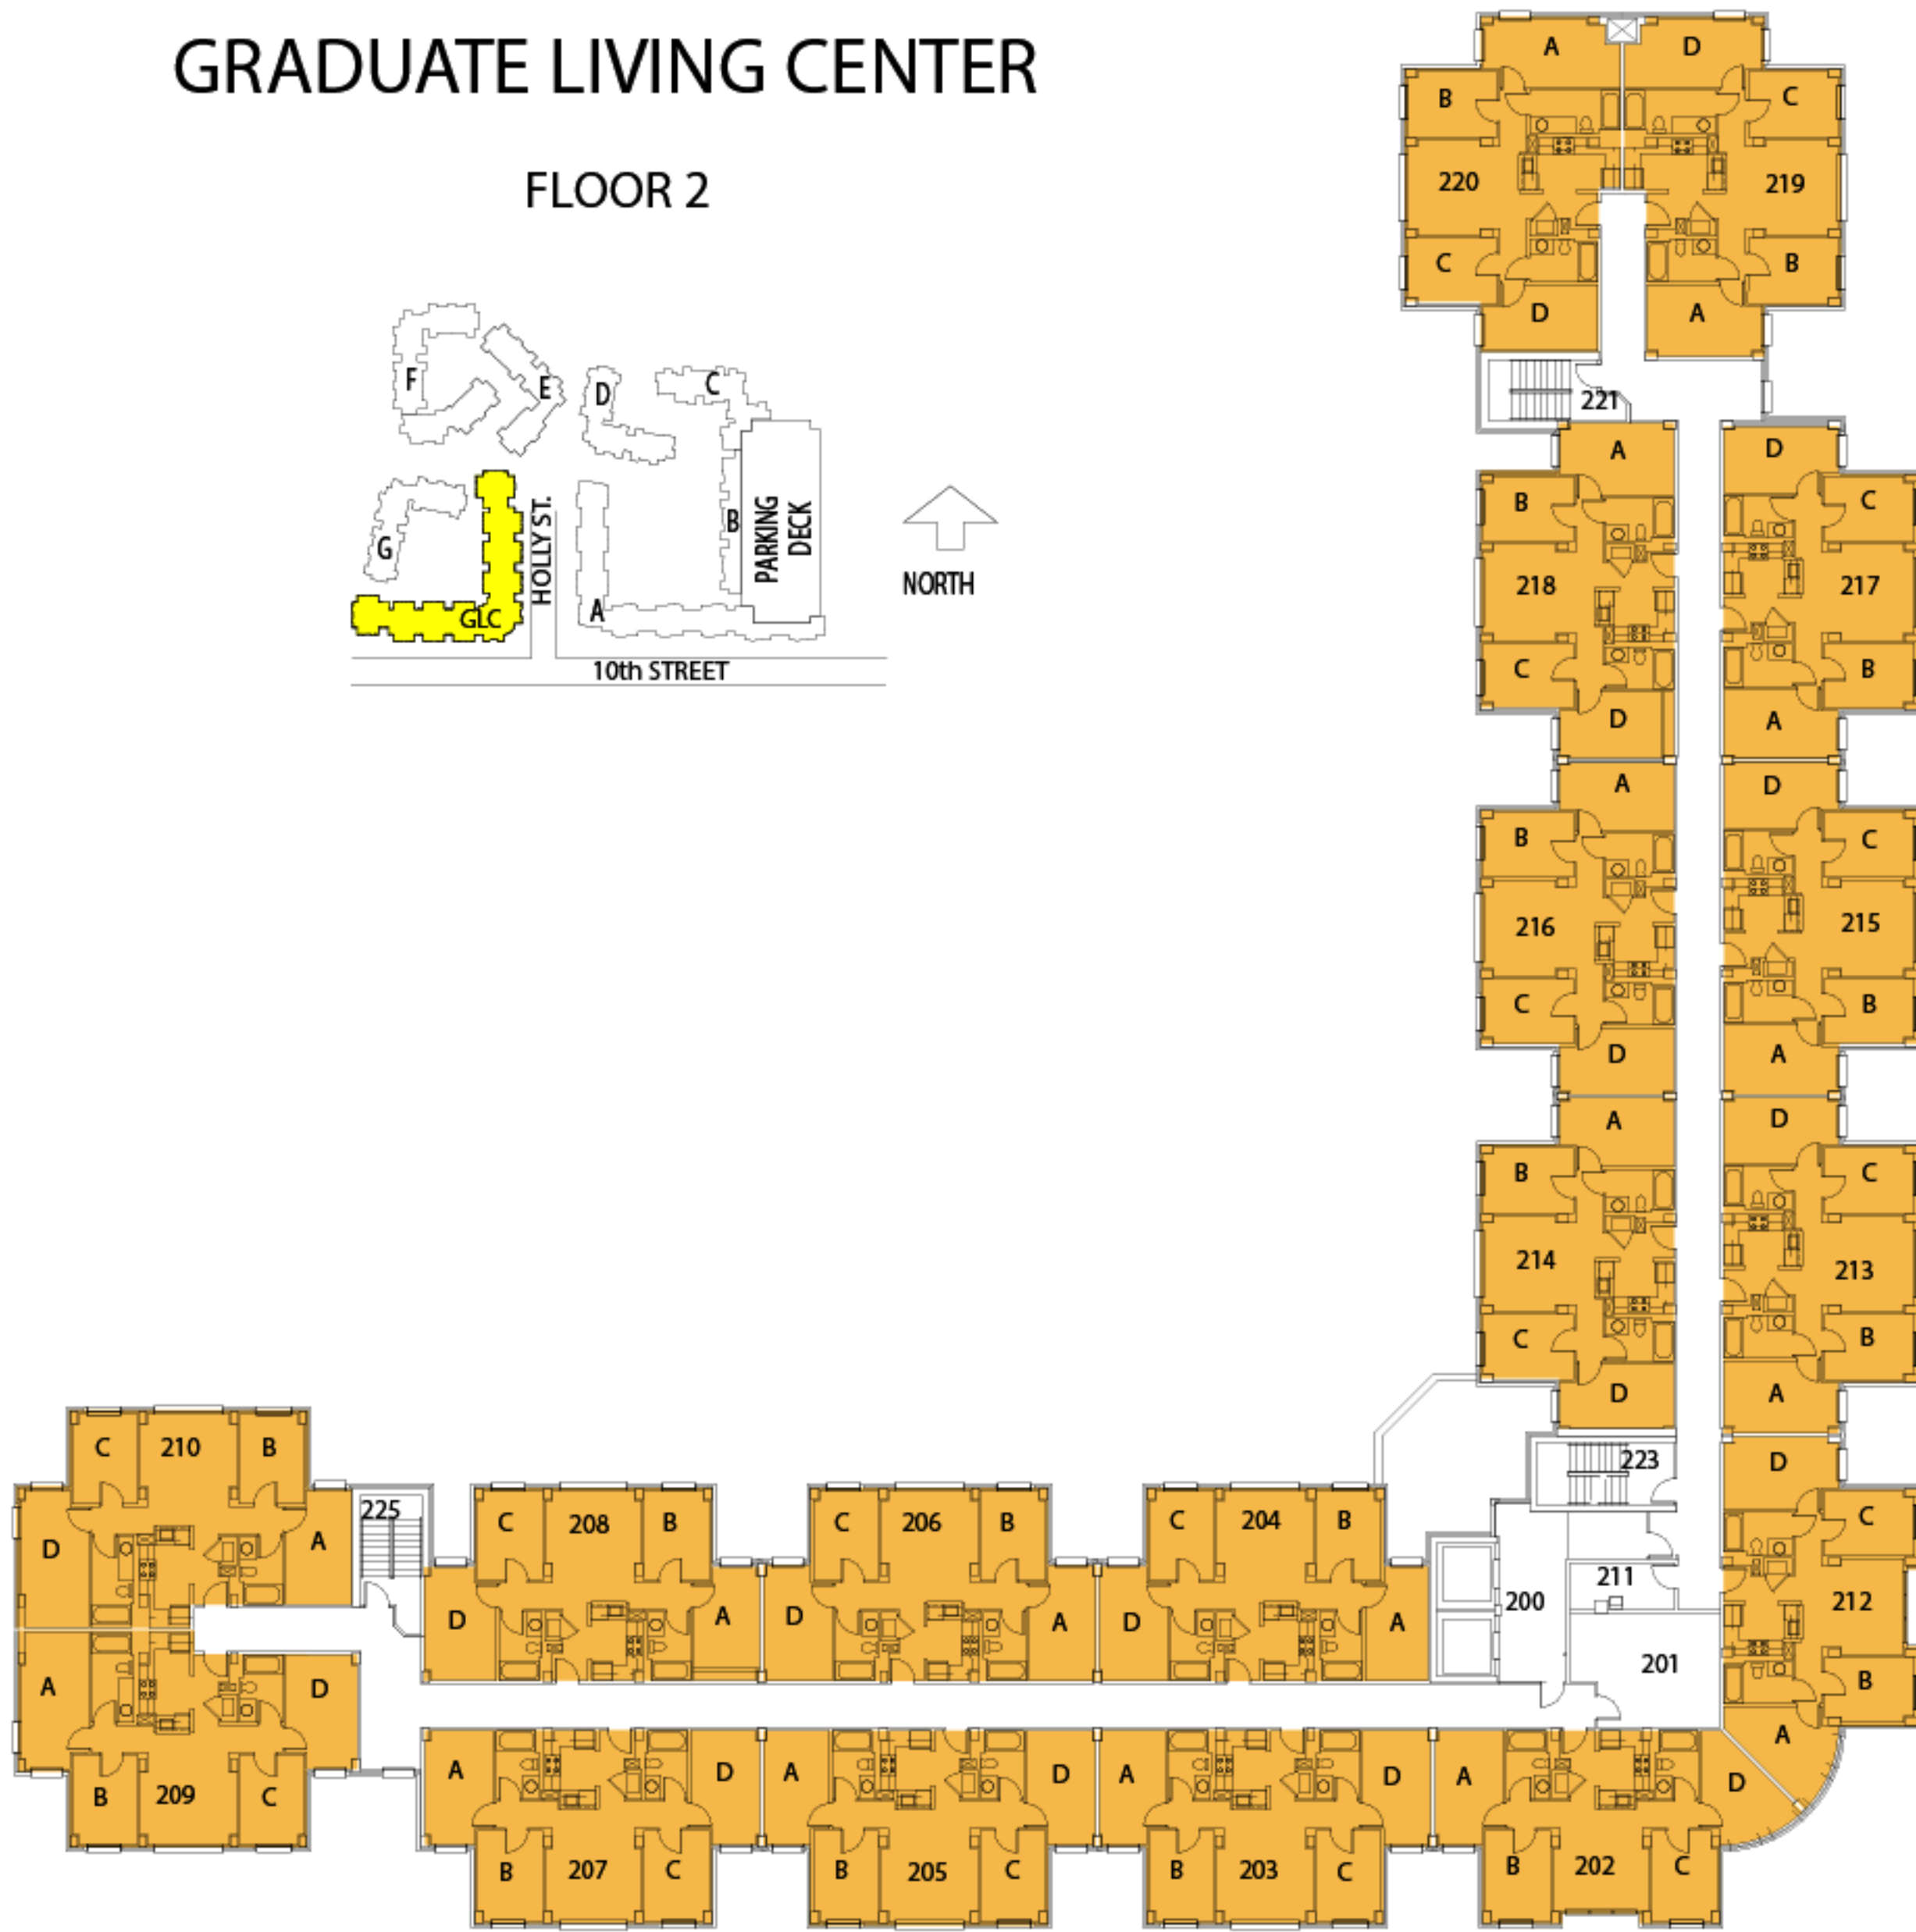 GRADUATE LIVING CENTER
FLOOR 2
F
E
D
C
G
HOLLY ST.
B
PARKING
DECK
GLC
A
10th STREET
NORTH
A
D
B
C
220
219
C
B
D
A
221
A
D
B
C
218
217
C
B
D
A
A
D
B
C
216
215
C
B
D
A
A
D
B
C
214
213
C
B
D
A
223
D
C
211
200
212
201
B
A
C
210
B
225
D
A
C
208
B
C
206
B
C
204
B
D
A
D
A
D
A
A
D
B
209
C
A
D
A
D
A
D
A
D
B
207
C
B
205
C
B
203
C
B
202
C